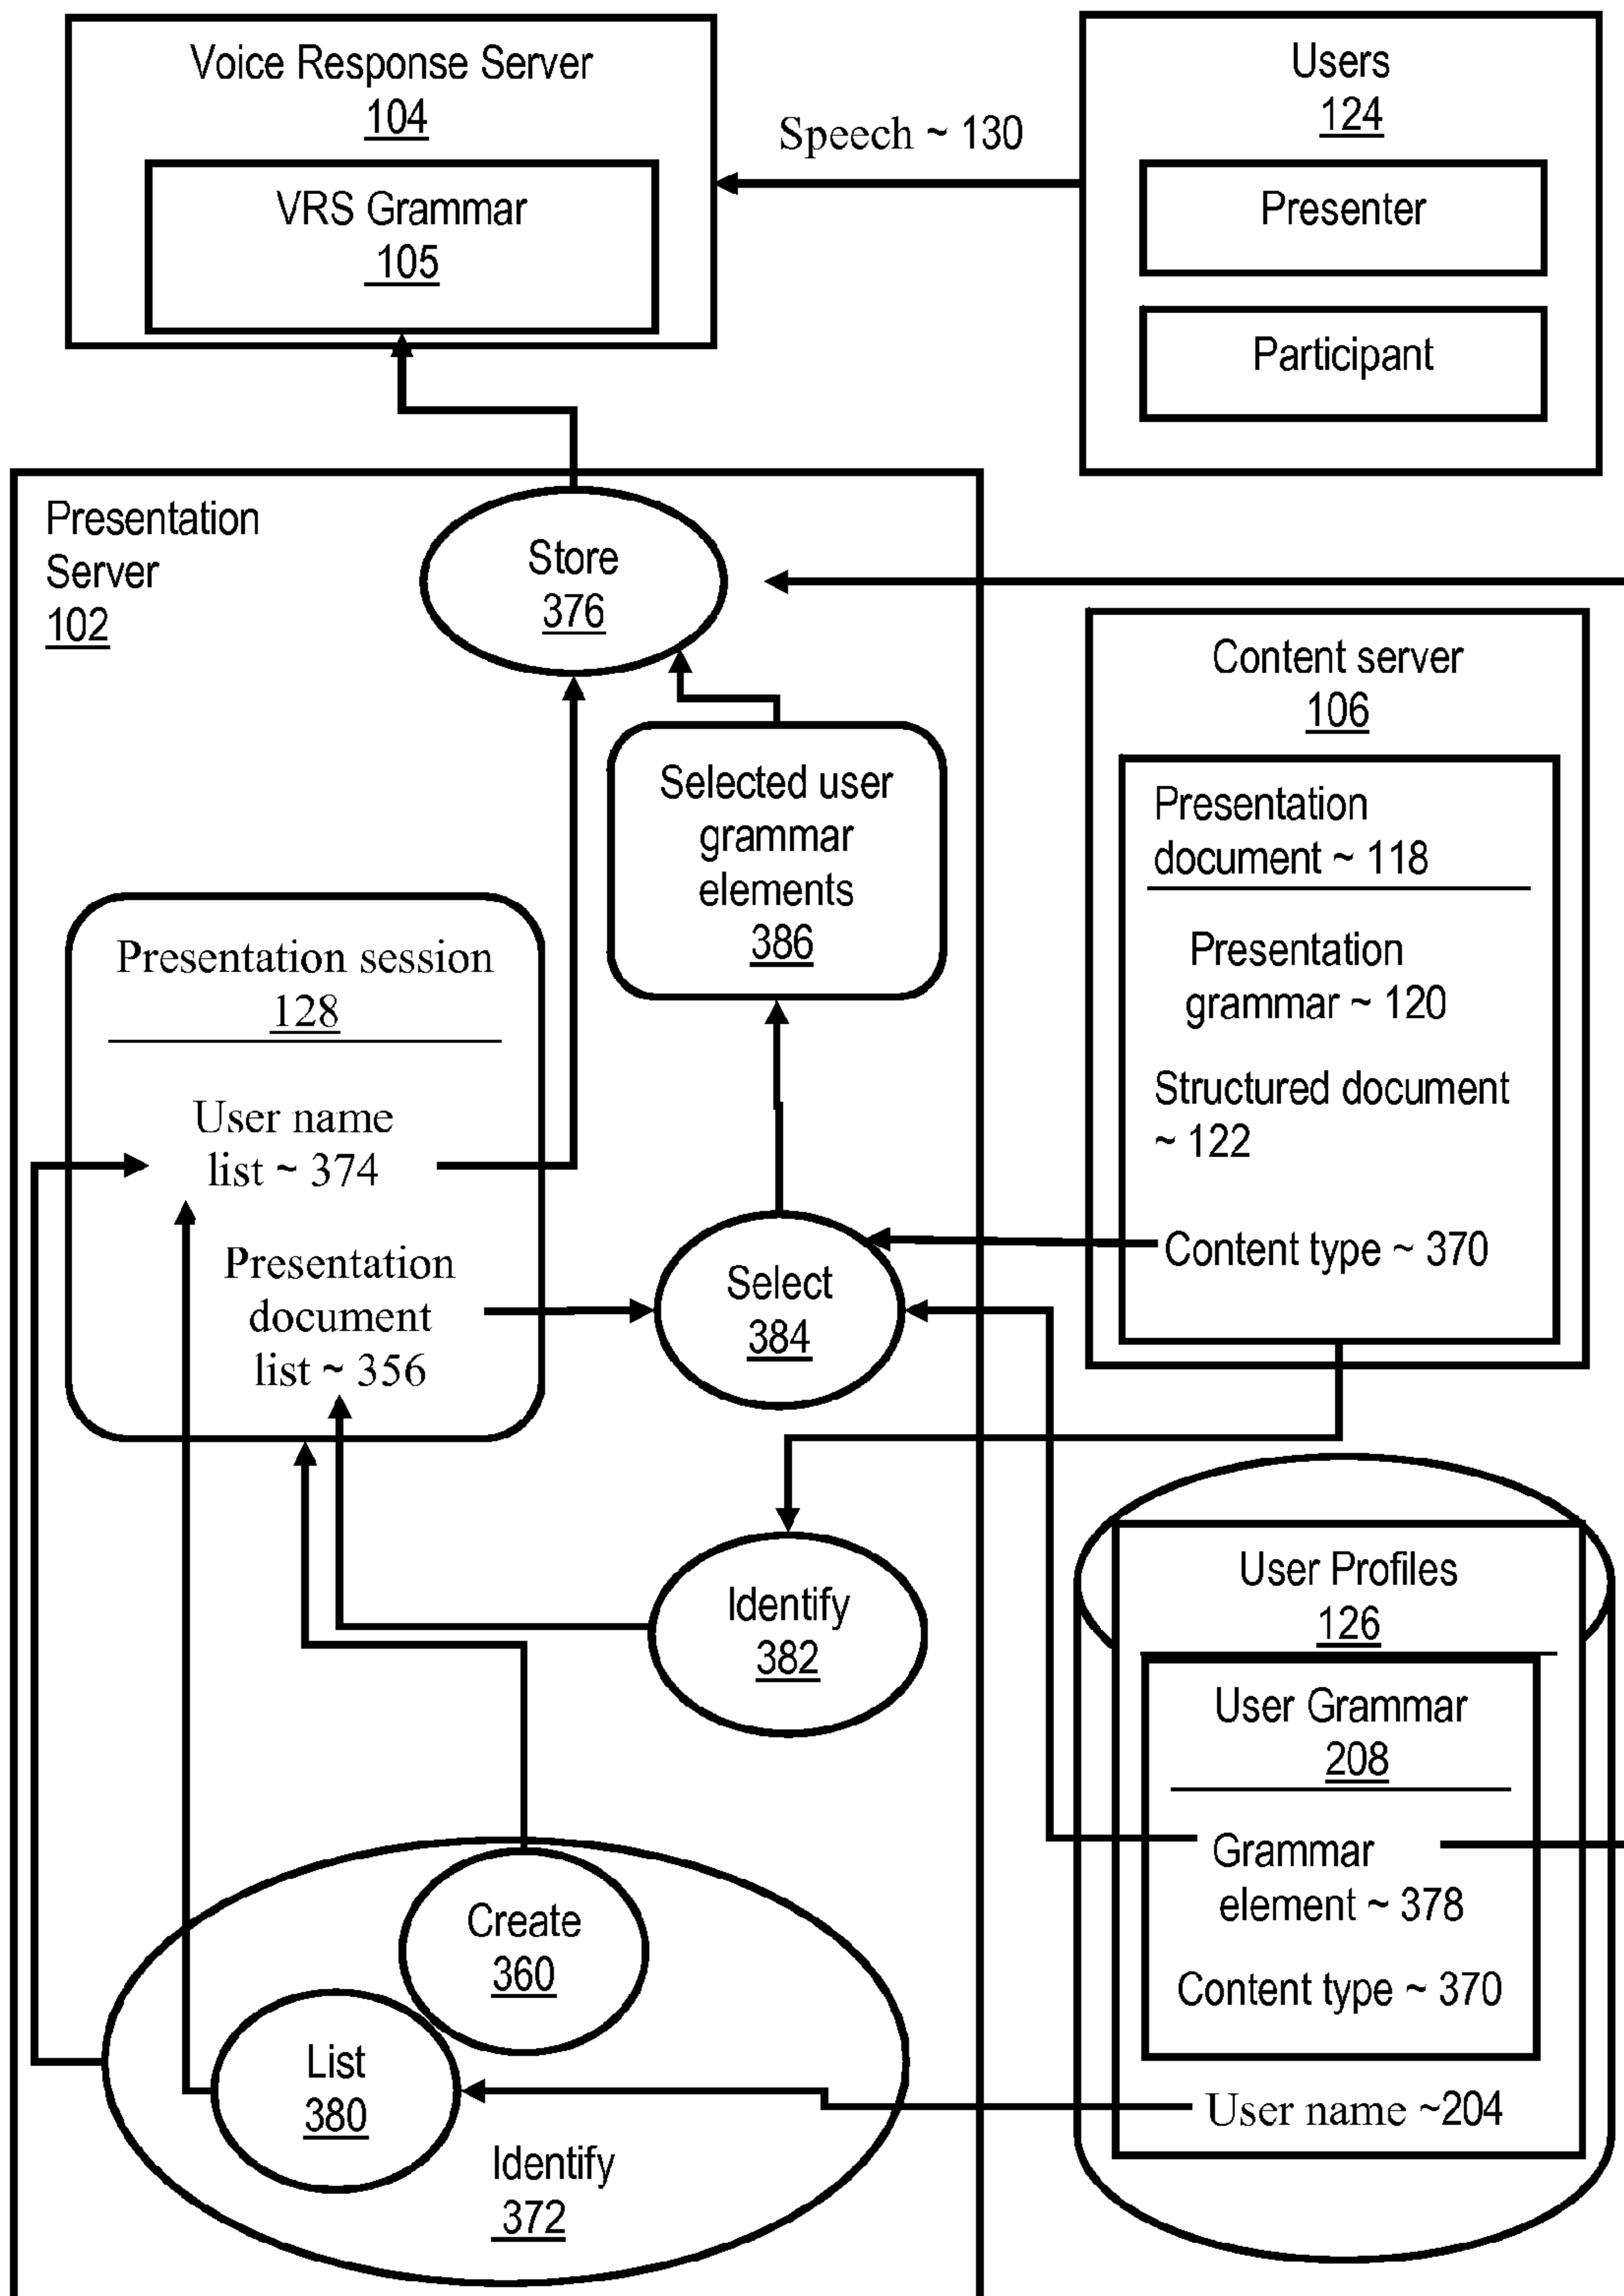 Voice Response Server
104
VRS Grammar
105
Speech ~ 130
Users
124
Presenter
Participant
Presentation
Server
102
Store
376
Selected user
grammar
elements
386
Content server
106
Presentation
document ~ 118
Presentation
grammar ~ 120
Structured document
~ 122
Content type ~ 370
Presentation session
128
User name
list ~ 374
Presentation
document
list ~ 356
Select
384
Identify
382
User Profiles
126
User Grammar
208
Grammar
element ~ 378
Content type ~ 370
User name ~204
Create
360
List
380
Identify
372